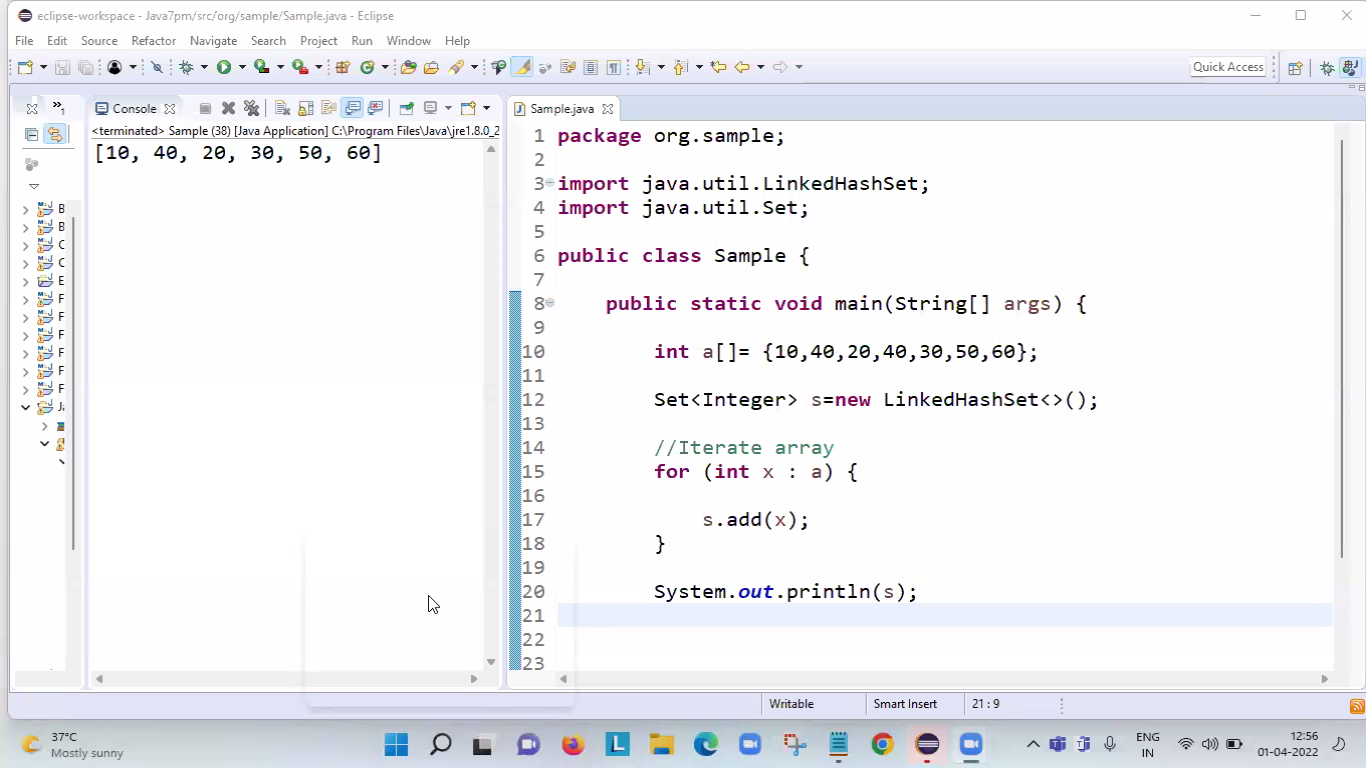 eclipse-workspace - Java7pm/src/org/sample/Sample.java - Eclipse
File Edit Source Refactor Navigate Search Project Run Window Help
Quick Access
Console
<terminated> Sample (38) [Java Application] C:\Program Files\Java\jre1.8.0_2
[10, 40, 20, 30, 50, 60]
B
B
C
C
E
F
F
F
F
F
F
Sample.java
1 package org.sample;
2
3 import java.util.LinkedHashSet;
4 import java.util.Set;
5
6 public class Sample {
7
8 public static void main(String[] args) {
9
10 int a[]= {10,40,20,40,30,50,60};
11
12 Set<Integer> s=new LinkedHashSet<>();
13
14 //Iterate array
15 for (int x : a) {
16
17 s.add(x);
18 }
19
20 System.out.println(s);
21
22
23
Writable Smart Insert 21 : 9
37°C
Mostly sunny
ENG
IN
12:56
01-04-2022